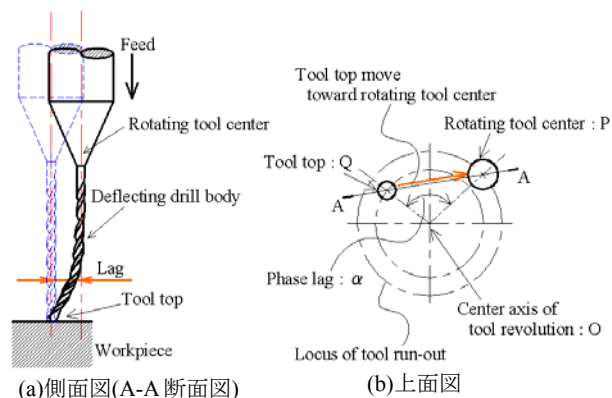 Feed
Rotating tool center
Deflecting drill body
Lag
Tool top
Workpiece
(a)側面図(A-A 断面図)
Tool top move
toward rotating tool center
Rotating tool center : P
Tool top : Q
A
A
Phase lag : α
Center axis of
tool revolution : O
Locus of tool run-out
(b)上面図